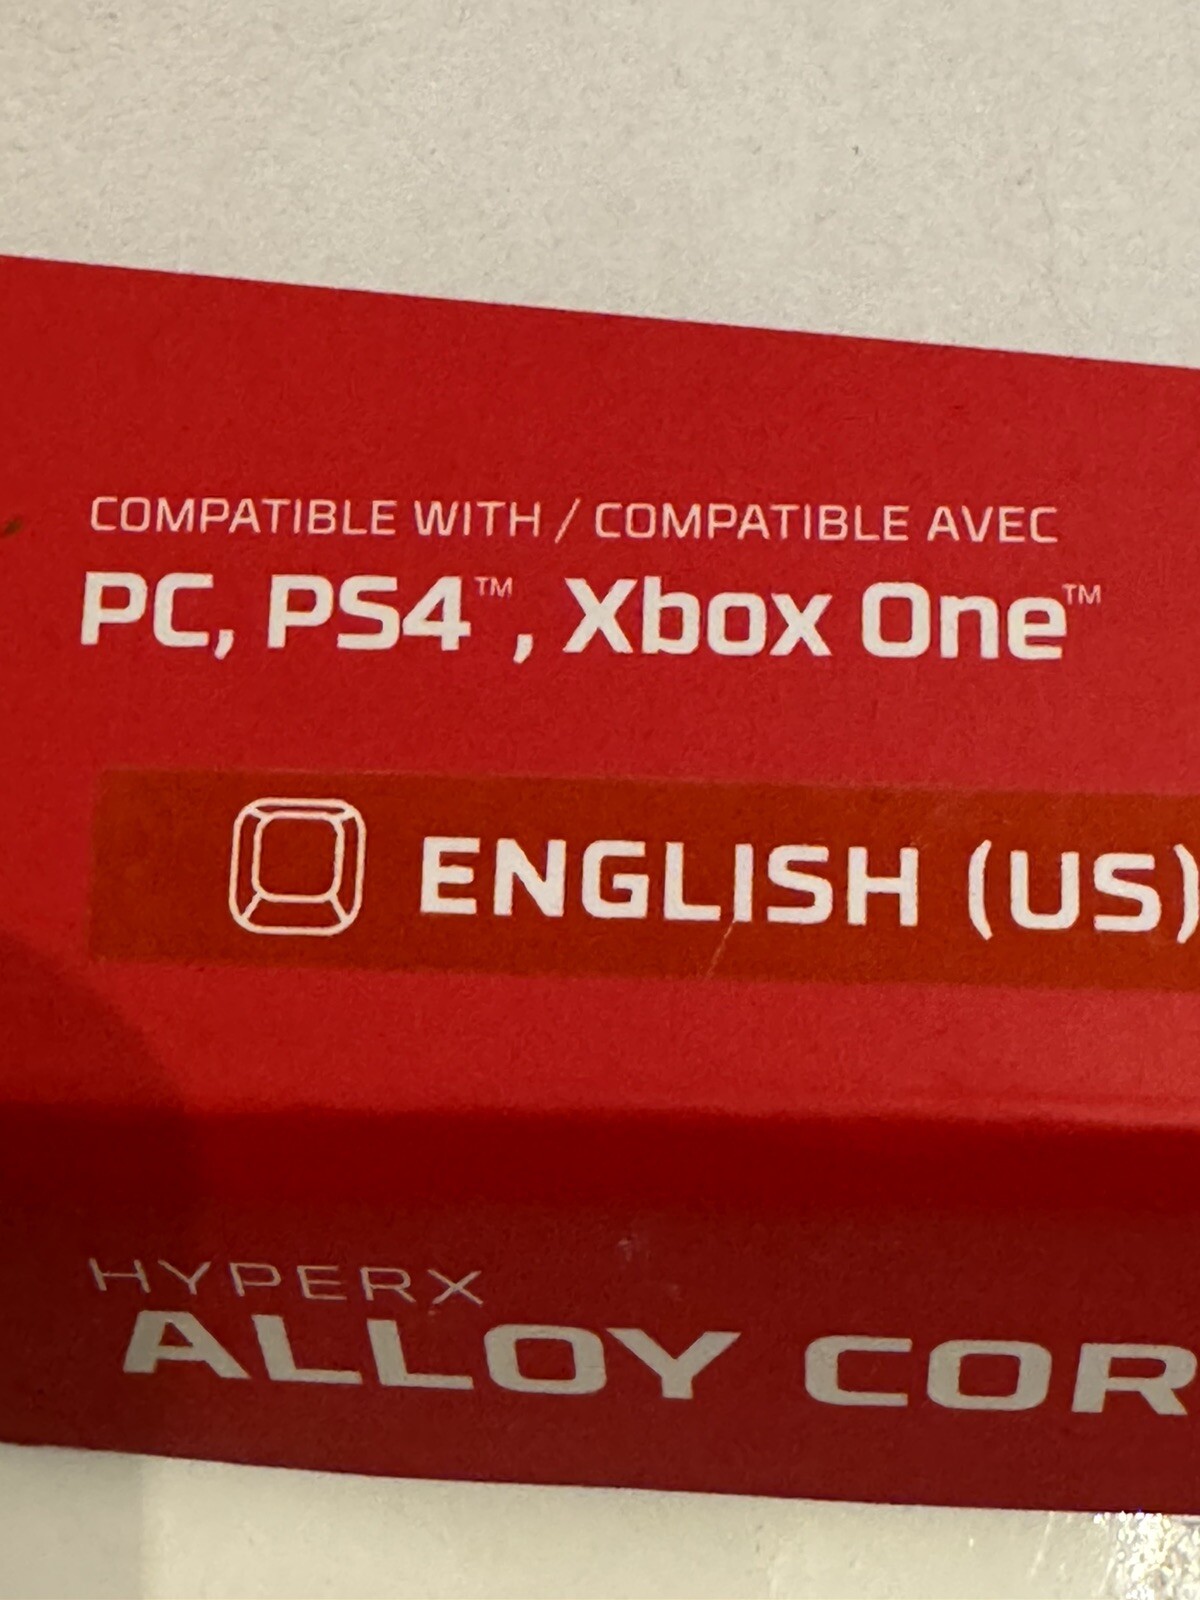 COMPATIBLE WITH / COMPATIBLE AVEC
PC, PS4™, Xbox One™
ENGLISH (US)
HYPERX
ALLOY COR